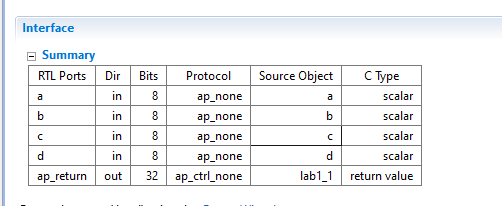 Interface
Summary
RTL Ports Dir Bits Protocol Source Object C Type
a in 8 ap_none a scalar
b in 8 ap_none b scalar
c in 8 ap_none c scalar
d in 8 ap_none d scalar
ap_return out 32 ap_ctrl_none lab1_1 return value